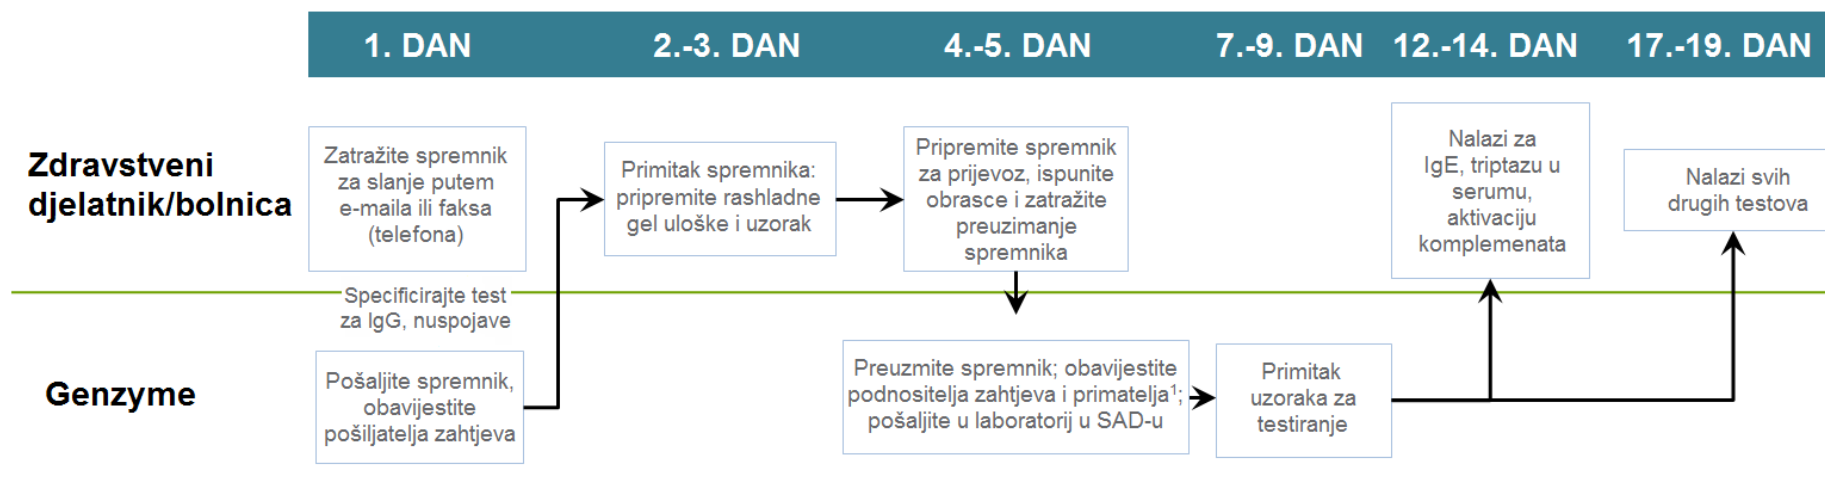 1. DAN
2.-3. DAN
4.-5. DAN
7.-9. DAN
12.-14. DAN
17.-19. DAN
Zdravstveni
djelatnik/bolnica
Zatražite spremnik
za slanje putem
e-maila ili faksa
(telefona)
Primitak spremnika:
pripremite rashladne
gel uloške i uzorak
Pripremite spremnik
za prijevoz, ispunite
obrasce i zatražite
preuzimanje
spremnika
Nalazi za
IgE, triptazu u
serumu,
aktivaciju
komplemenata
Nalazi svih
drugih testova
Specificirajte test
za IgG, nuspojave
Genzyme
Pošaljite spremnik,
obavijestite
pošiljatelja zahtjeva
Preuzmite spremnik; obavijestite
podnositelja zahtjeva i primatelja¹;
pošaljite u laboratorij u SAD-u
Primitak
uzoraka za
testiranje